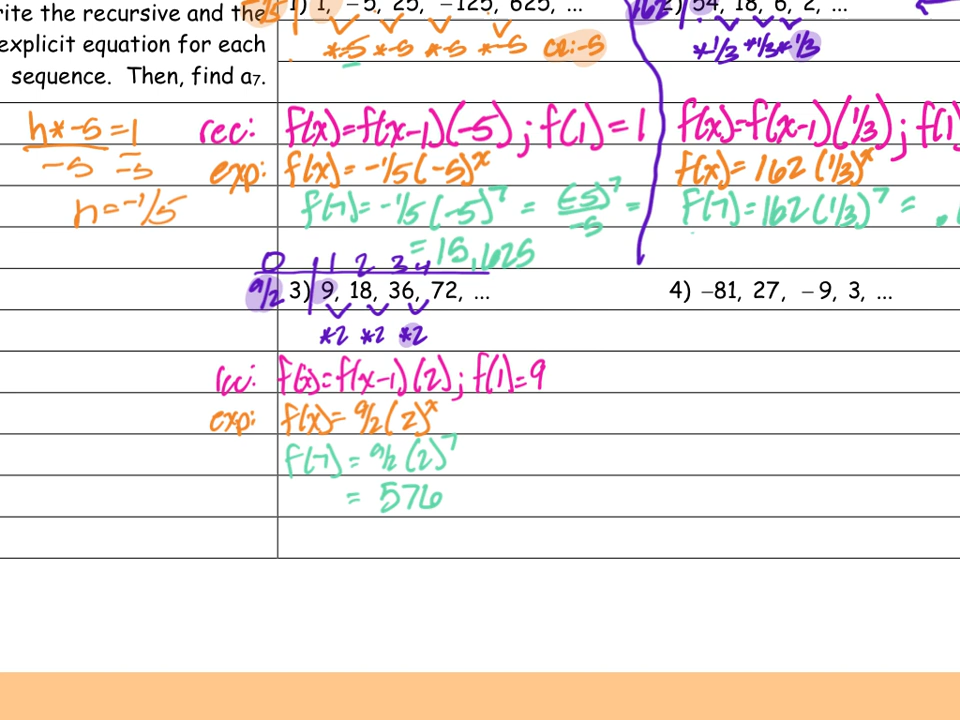 rite the recursive and the
explicit equation for each
sequence. Then, find a₇.
1) 1, −5, 25, −125, 625, ...
*-5 *-5 *-5 *-5 CR:-5
162 2) 54, 18, 6, 2, ...
*1/3 *1/3 *1/3
n*-5 = 1
-5 -5
n = -1/5
rec: f(x)=f(x-1)(-5); f(1)=1
exp: f(x)= -1/5(-5)ˣ
f(7)= -1/5(-5)⁷ = (-5)⁷/-5 =
= 15,625
f(x)=f(x-1)(1/3); f(1)
f(x)= 162(1/3)ˣ
f(7)=162(1/3)⁷ =
0 1 2 3 4
9/2 3) 9, 18, 36, 72, ...
*2 *2 *2
rec: f(x)=f(x-1)(2); f(1)=9
exp: f(x)= 9/2(2)ˣ
f(7) = 9/2(2)⁷
= 576
4) −81, 27, −9, 3, ...